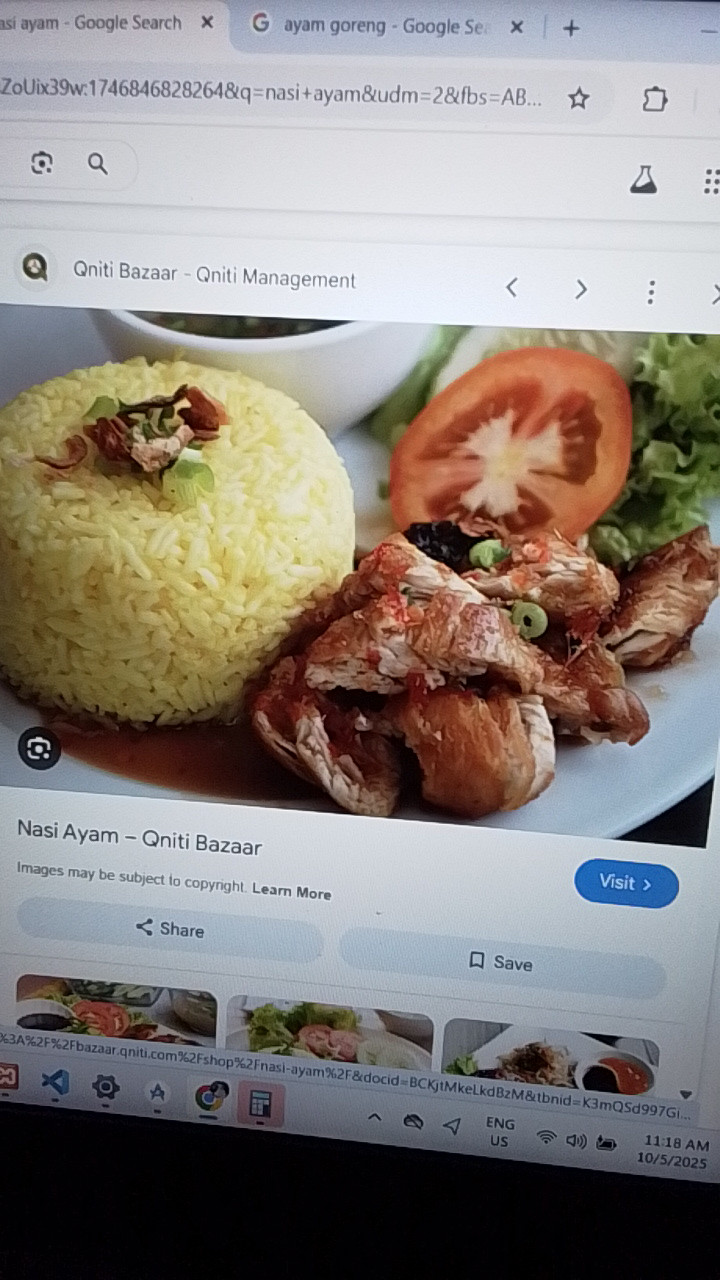 asi ayam - Google Search
ayam goreng - Google Se
ZoUix39w:1746846828264&q=nasi+ayam&udm=2&fbs=AB...
Qniti Bazaar - Qniti Management
Nasi Ayam – Qniti Bazaar
Images may be subject to copyright. Learn More
Visit
Share
Save
%3A%2F%2Fbazaar.qniti.com%2Fshop%2Fnasi-ayam%2F&docid=BCKjtMkeLkdBzM&tbnid=K3mQSd997Gi...
ENG
US
11:18 AM
10/5/2025